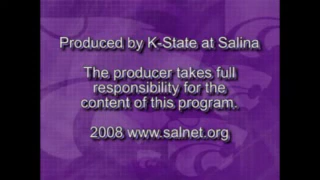 Produced by K-State at Salina
The producer takes full
responsibility for the
content of this program.
2008 www.salnet.org